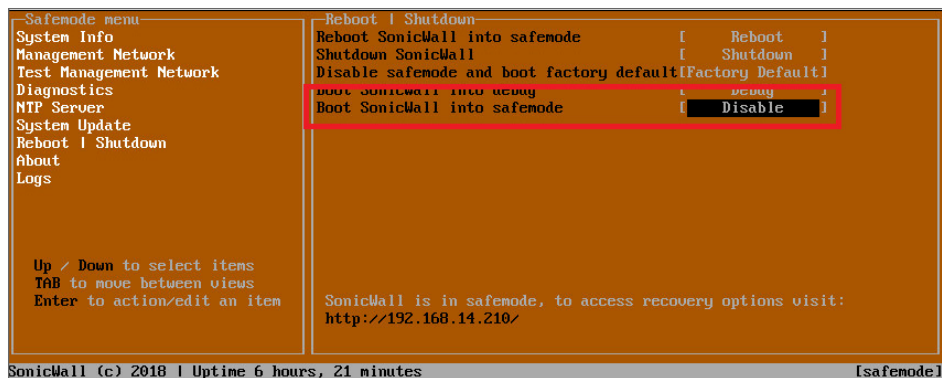 Safemode menu
System Info
Management Network
Test Management Network
Diagnostics
NTP Server
System Update
Reboot | Shutdown
About
Logs
Up / Down to select items
TAB to move between views
Enter to action/edit an item
Reboot | Shutdown
Reboot SonicWall into safemode [ Reboot ]
Shutdown SonicWall [ Shutdown ]
Disable safemode and boot factory default[Factory Default]
Boot SonicWall into debug [ Debug ]
Boot SonicWall into safemode [ Disable ]
SonicWall is in safemode, to access recovery options visit:
http://192.168.14.210/
SonicWall (c) 2018 | Uptime 6 hours, 21 minutes [safemode]